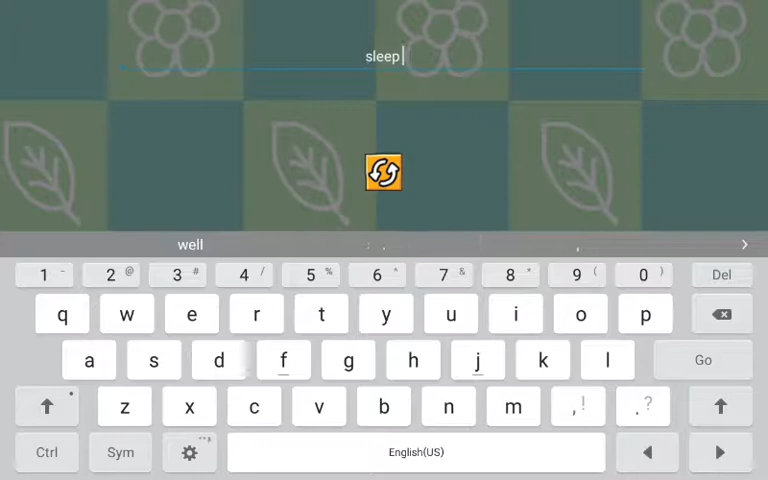 sleep
well : . ,
1 - 2 @ 3 # 4 / 5 % 6 ^ 7 & 8 * 9 ( 0 ) Del
q w e r t y u i o p
a s d f g h j k l Go
z x c v b n m , ! . ?
Ctrl Sym English(US)